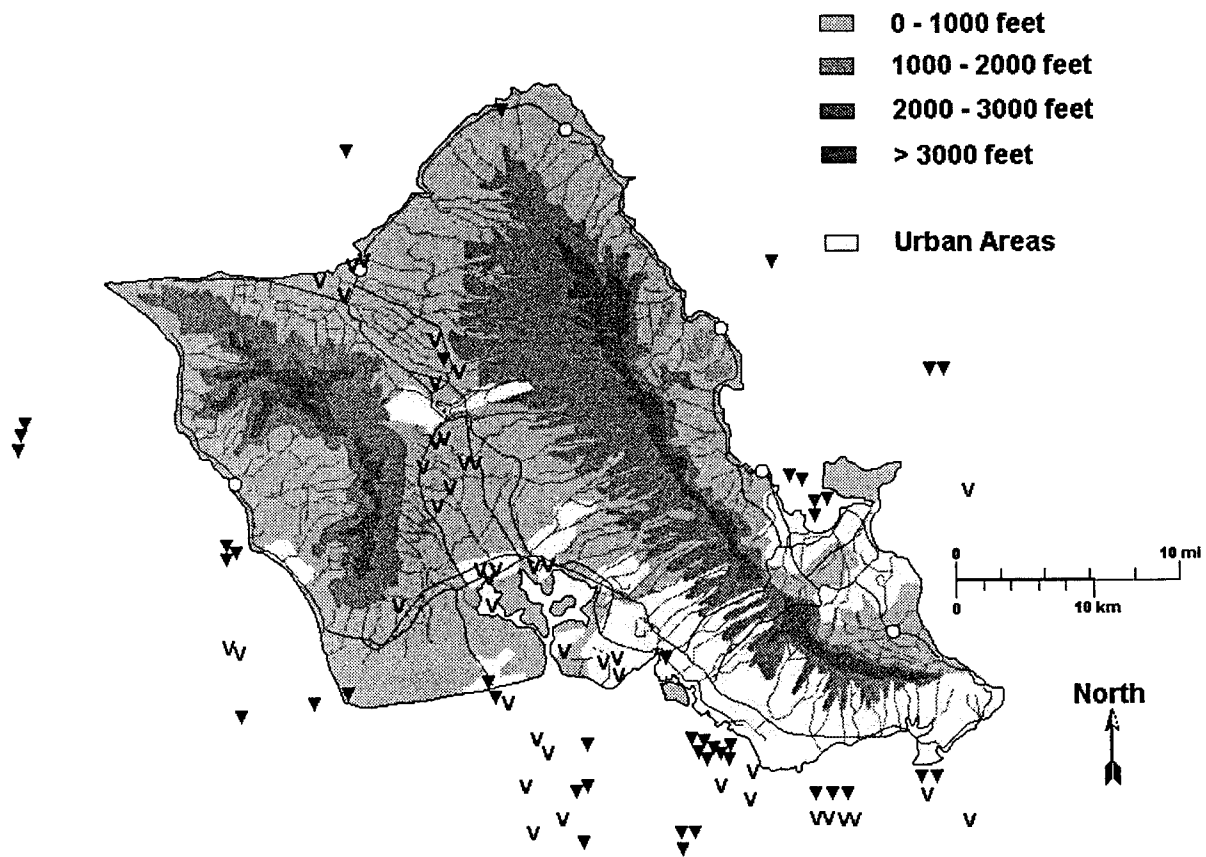 0 - 1000 feet
1000 - 2000 feet
2000 - 3000 feet
> 3000 feet
Urban Areas
0 10 mi
0 10 km
North